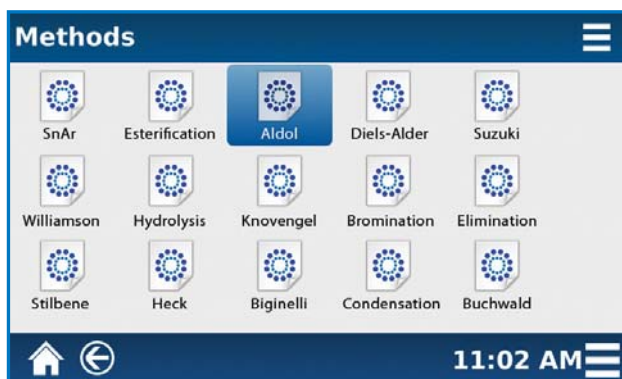 Methods
SnAr Esterification Aldol Diels-Alder Suzuki
Williamson Hydrolysis Knovengel Bromination Elimination
Stilbene Heck Biginelli Condensation Buchwald
11:02 AM